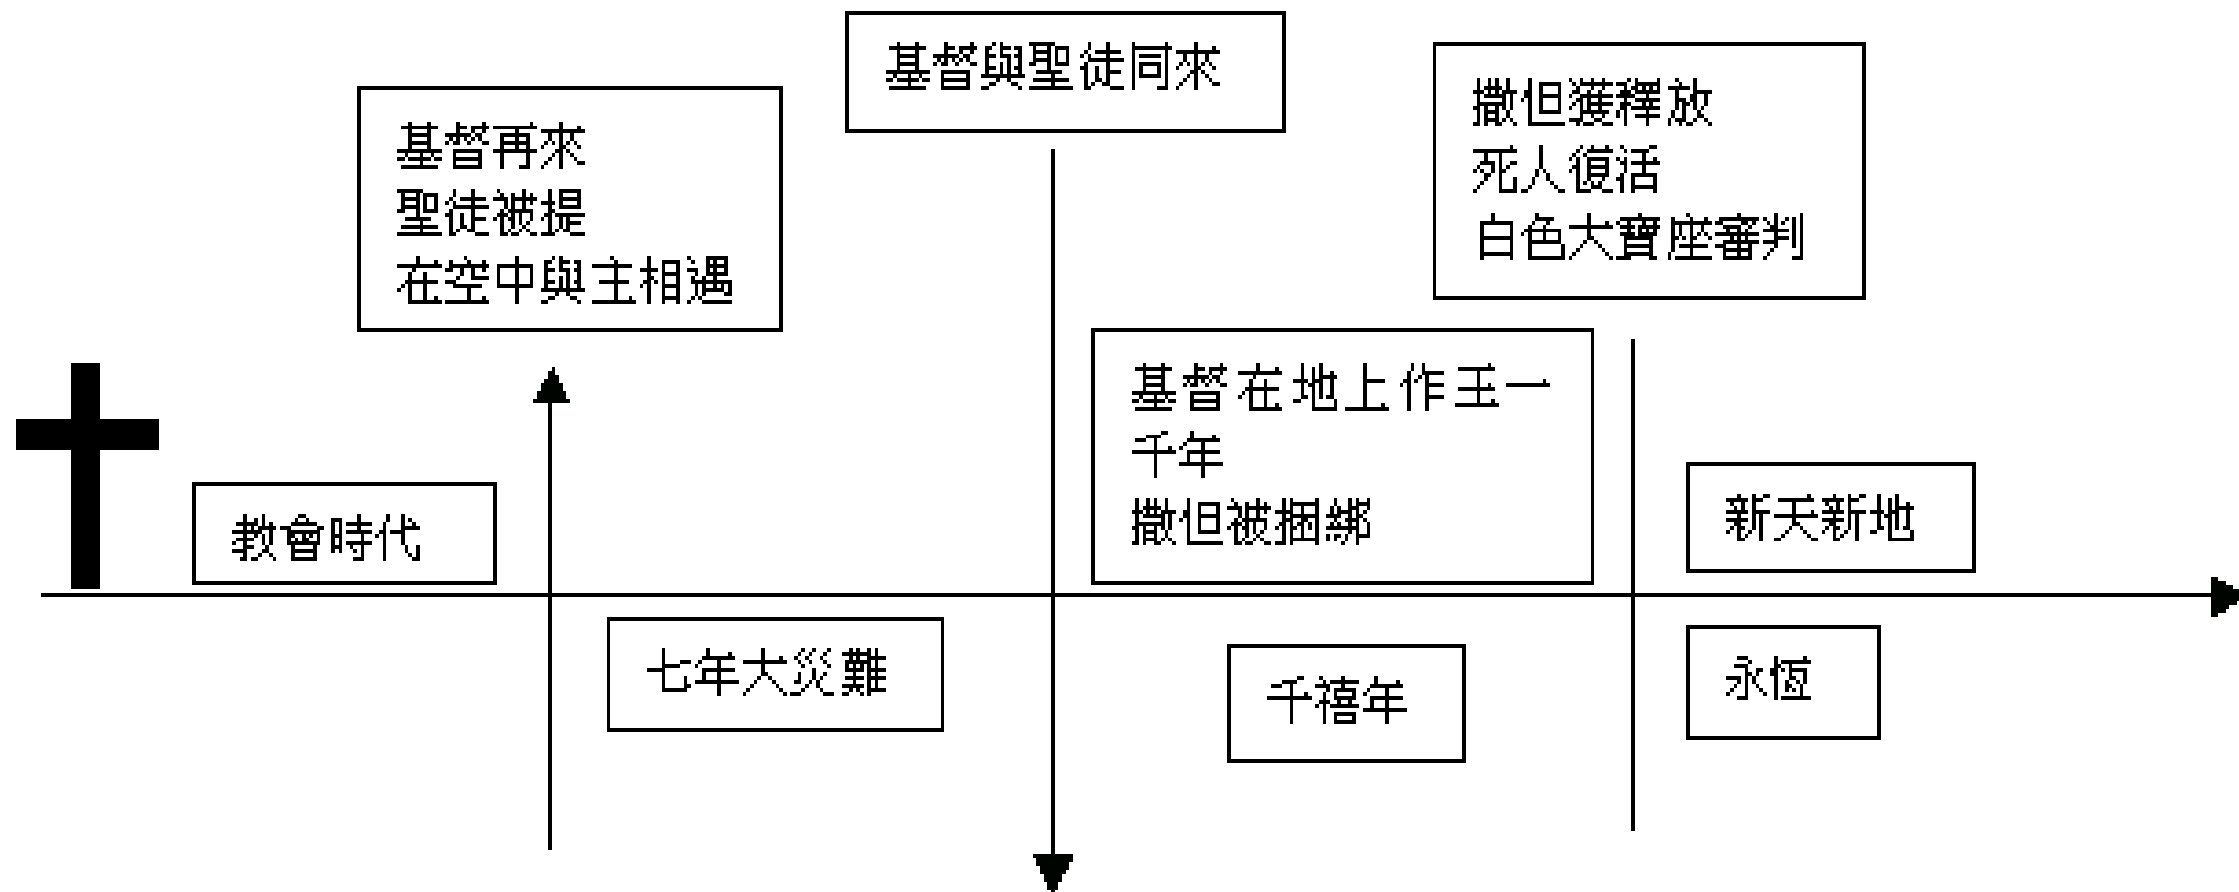 基督與聖徒同來
基督再來
聖徒被提
在空中與主相遇
撒但獲釋放
死人復活
白色大寶座審判
基督在地上作王一
千年
撒但被捆綁
教會時代
新天新地
七年大災難
千禧年
永恆